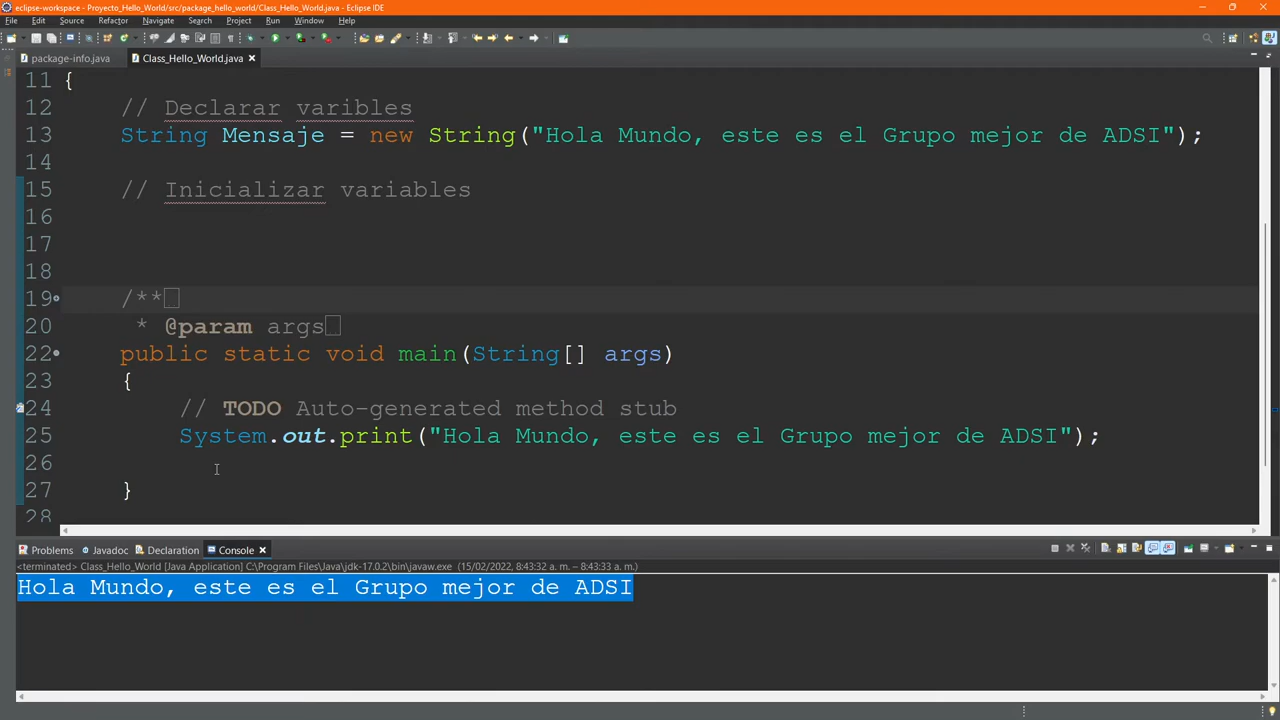 eclipse-workspace - Proyecto_Hello_World/src/package_hello_world/Class_Hello_World.java - Eclipse IDE
File Edit Source Refactor Navigate Search Project Run Window Help
package-info.java Class_Hello_World.java
11 {
12 // Declarar varibles
13 String Mensaje = new String("Hola Mundo, este es el Grupo mejor de ADSI");
14
15 // Inicializar variables
16
17
18
19 /**
20 * @param args
22 public static void main(String[] args)
23 {
24 // TODO Auto-generated method stub
25 System.out.print("Hola Mundo, este es el Grupo mejor de ADSI");
26
27 }
28
Problems Javadoc Declaration Console
<terminated> Class_Hello_World [Java Application] C:\Program Files\Java\jdk-17.0.2\bin\javaw.exe (15/02/2022, 8:43:32 a. m. – 8:43:33 a. m.)
Hola Mundo, este es el Grupo mejor de ADSI